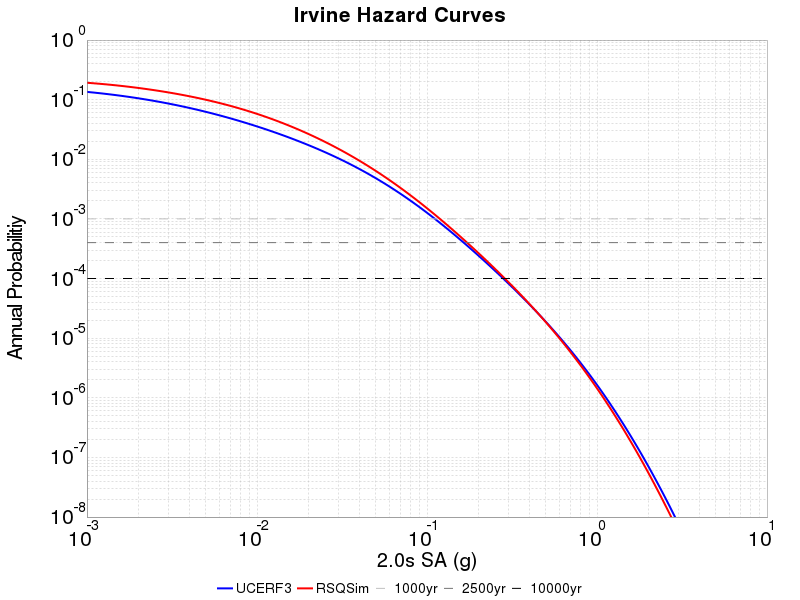 Irvine Hazard Curves
Annual Probability
10^0
10^-1
10^-2
10^-3
10^-4
10^-5
10^-6
10^-7
10^-8
10^-3 10^-2 10^-1 10^0 10^1
2.0s SA (g)
UCERF3 RSQSim 1000yr 2500yr 10000yr